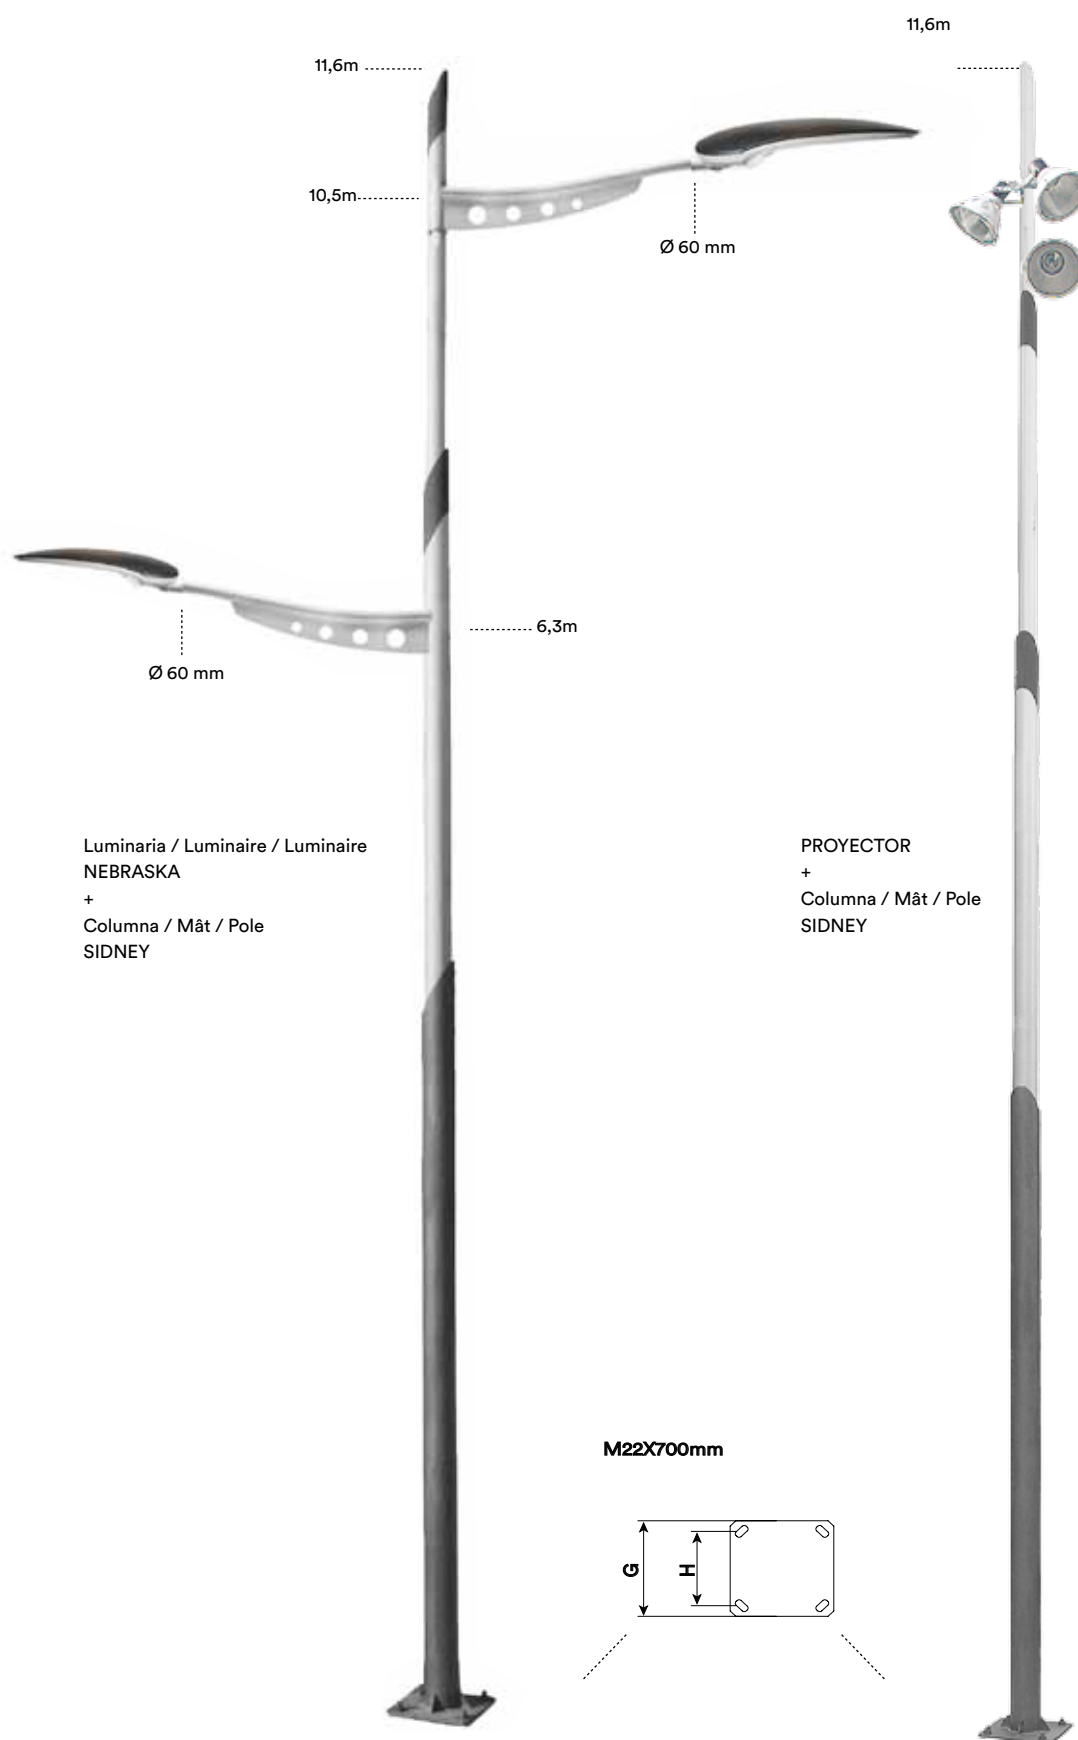 11,6m
11,6m
10,5m
Ø 60 mm
6,3m
Ø 60 mm
Luminaria / Luminaire / Luminaire
NEBRASKA
+
Columna / Mât / Pole
SIDNEY
PROYECTOR
+
Columna / Mât / Pole
SIDNEY
M22X700mm
G
H